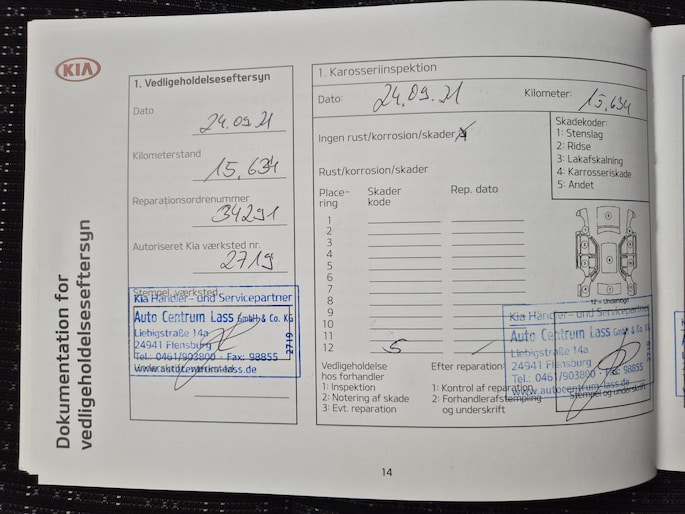 KIA
Dokumentation for
vedligeholdelseseftersyn
1. Vedligeholdelseseftersyn
Dato
24.09.21
Kilometerstand
15.634
Reparationsordrenummer
34291
Autoriseret Kia værksted nr.
2719
Stempel værksted
Kia Händler - und Servicepartner
Auto Centrum Lass GmbH & Co. KG
Liebigstraße 14a
24941 Flensburg
Tel.: 0461/903800 - Fax: 98855
www.autocentrum-lass.de
2719
1. Karosseriinspektion
Dato: 24.09.21 Kilometer: 15.634
Ingen rust/korrosion/skader
Rust/korrosion/skader
Skadekoder:
1: Stenslag
2: Ridse
3: Lakafskalning
4: Karrosseriskade
5: Andet
Place-
ring
Skader
kode
Rep. dato
1
2
3
4
5
6
7
8
9
10
11
12 5 /
12 = Undervogn
Vedligeholdelse
hos forhandler
1: Inspektion
2: Notering af skade
3: Evt. reparation
Efter reparation:
1: Kontrol af reparation
2: Forhandlerafstempling
og underskrift
Kia Händler - und Servicepartner
Auto Centrum Lass GmbH & Co. KG
Liebigstraße 14a
24941 Flensburg
Tel.: 0461/903800 - Fax: 98855
www.autocentrum-lass.de
2719
Stempel og underskrift
14